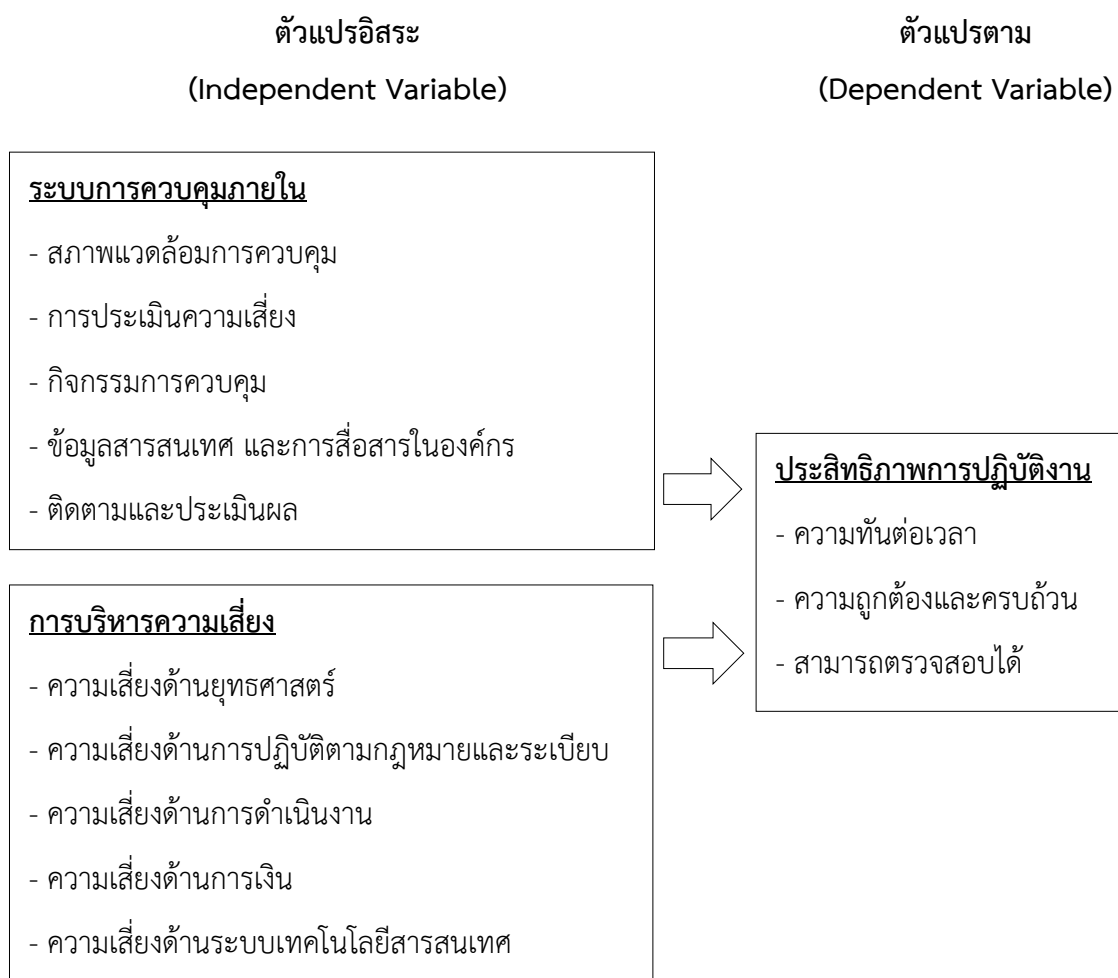 ตัวแปรอิสระ
(Independent Variable)
ตัวแปรตาม
(Dependent Variable)
ระบบการควบคุมภายใน
- สภาพแวดล้อมการควบคุม
- การประเมินความเสี่ยง
- กิจกรรมการควบคุม
- ข้อมูลสารสนเทศ และการสื่อสารในองค์กร
- ติดตามและประเมินผล
การบริหารความเสี่ยง
- ความเสี่ยงด้านยุทธศาสตร์
- ความเสี่ยงด้านการปฏิบัติตามกฎหมายและระเบียบ
- ความเสี่ยงด้านการดำเนินงาน
- ความเสี่ยงด้านการเงิน
- ความเสี่ยงด้านระบบเทคโนโลยีสารสนเทศ
ประสิทธิภาพการปฏิบัติงาน
- ความทันต่อเวลา
- ความถูกต้องและครบถ้วน
- สามารถตรวจสอบได้